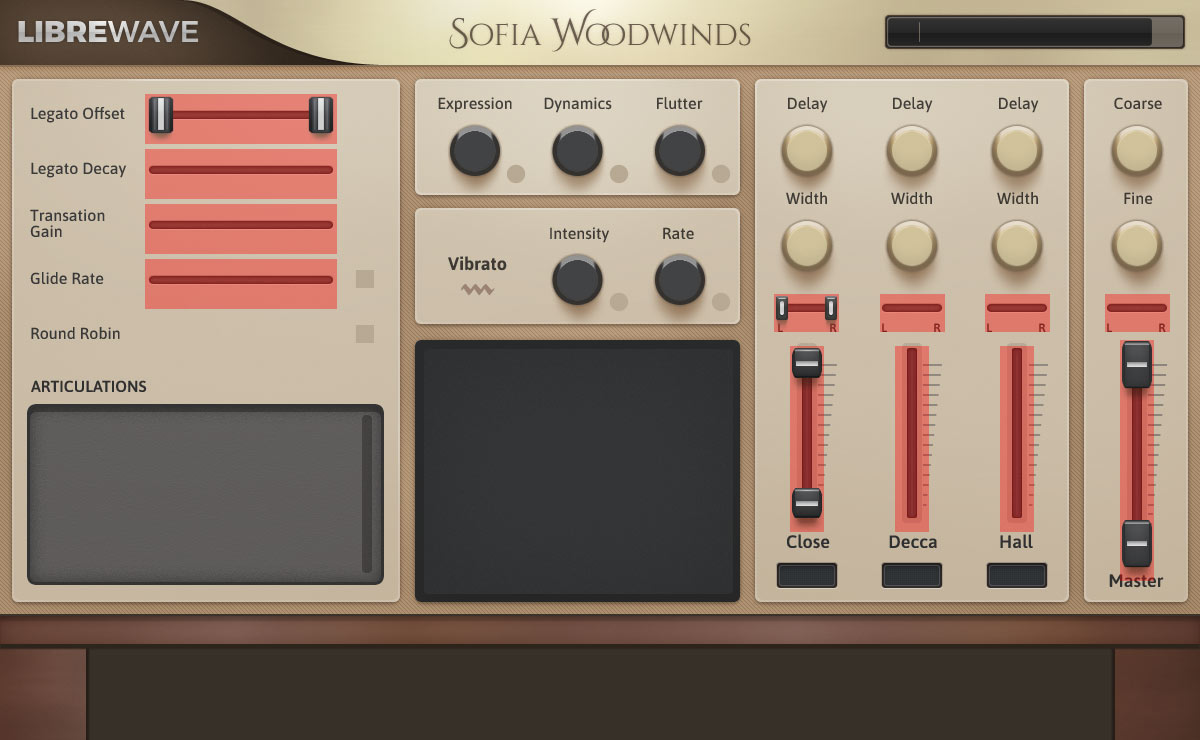 LIBREWAVE
Sofia Woodwinds
Legato Offset
Legato Decay
Transation
Gain
Glide Rate
Round Robin
ARTICULATIONS
Expression Dynamics Flutter
Vibrato
Intensity Rate
Delay Delay Delay
Width Width Width
L R L R L R
Close Decca Hall
Coarse
Fine
L R
Master